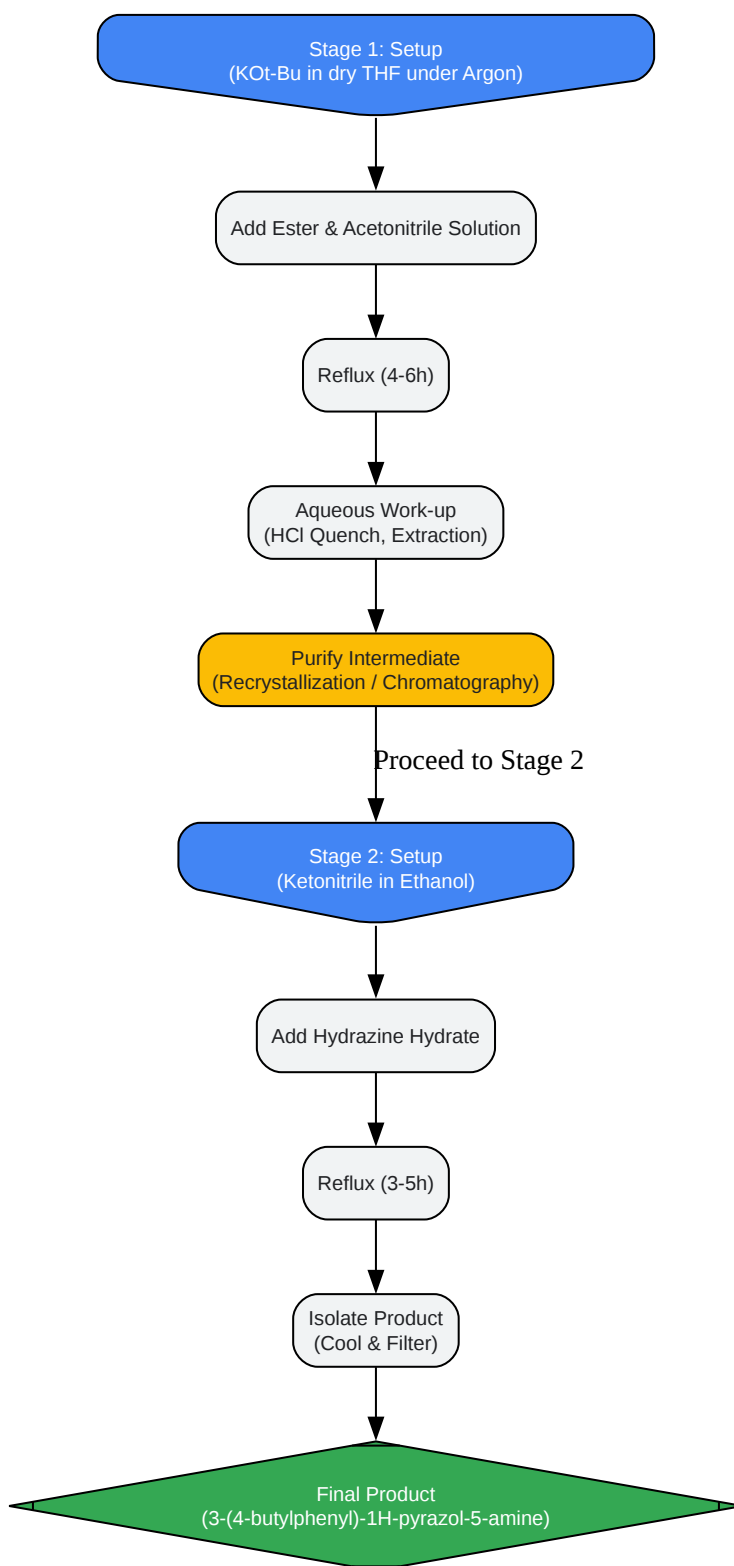 Stage 1: Setup
(KOt-Bu in dry THF under Argon)
Add Ester & Acetonitrile Solution
Reflux (4-6h)
Aqueous Work-up
(HCl Quench, Extraction)
Purify Intermediate
(Recrystallization / Chromatography)
Proceed to Stage 2
Stage 2: Setup
(Ketonitrile in Ethanol)
Add Hydrazine Hydrate
Reflux (3-5h)
Isolate Product
(Cool & Filter)
Final Product
(3-(4-butylphenyl)-1H-pyrazol-5-amine)